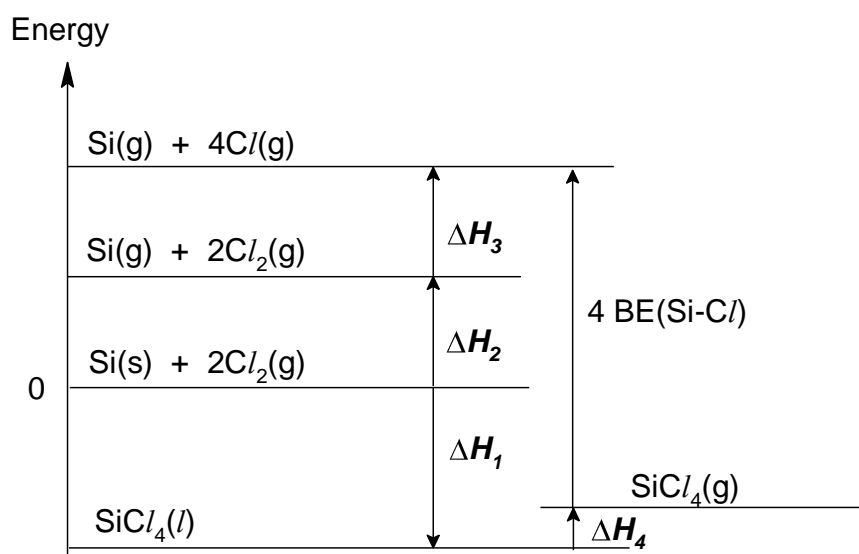 Energy
Si(g) + 4Cl(g)
ΔH₃
Si(g) + 2Cl₂(g)
4 BE(Si-Cl)
ΔH₂
Si(s) + 2Cl₂(g)
0
ΔH₁
SiCl₄(g)
SiCl₄(l)
ΔH₄